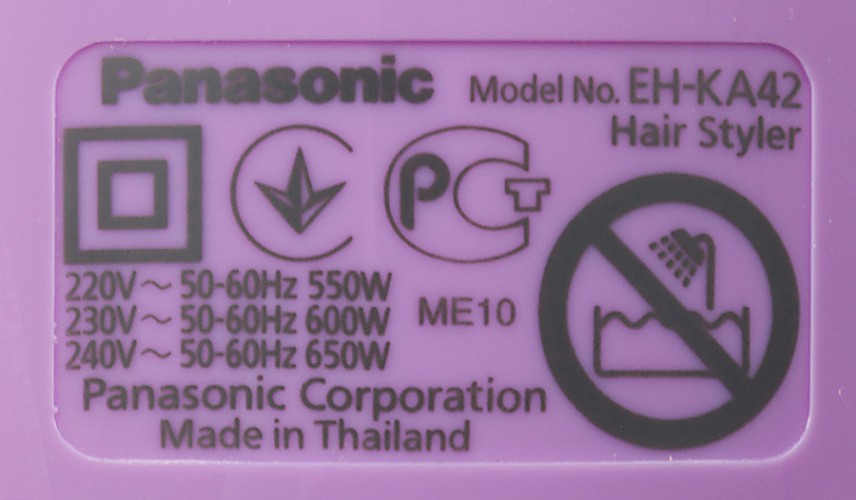 Panasonic Model No. EH-KA42
Hair Styler
РСТ
220V～ 50-60Hz 550W
230V～ 50-60Hz 600W
240V～ 50-60Hz 650W
ME10
Panasonic Corporation
Made in Thailand